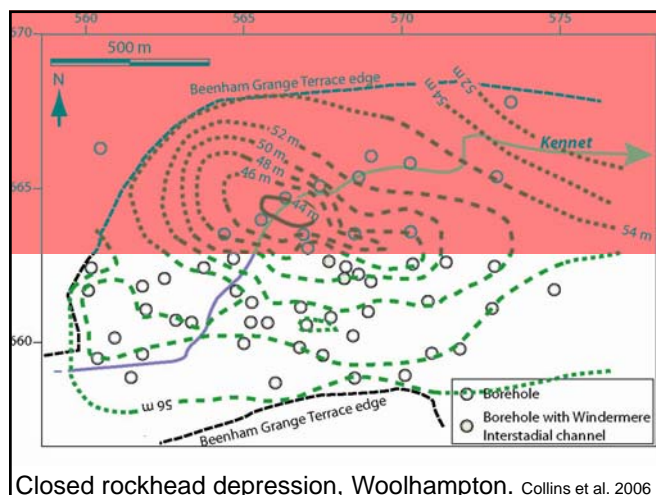 560 565 570 575
570
500 m
N
Beenham Grange Terrace edge
52 m
54 m
Kennet
52 m
50 m
48 m
46 m
44 m
565
54 m
560
56 m
Beenham Grange Terrace edge
Borehole
Borehole with Windermere
Interstadial channel
Closed rockhead depression, Woolhampton. Collins et al. 2006